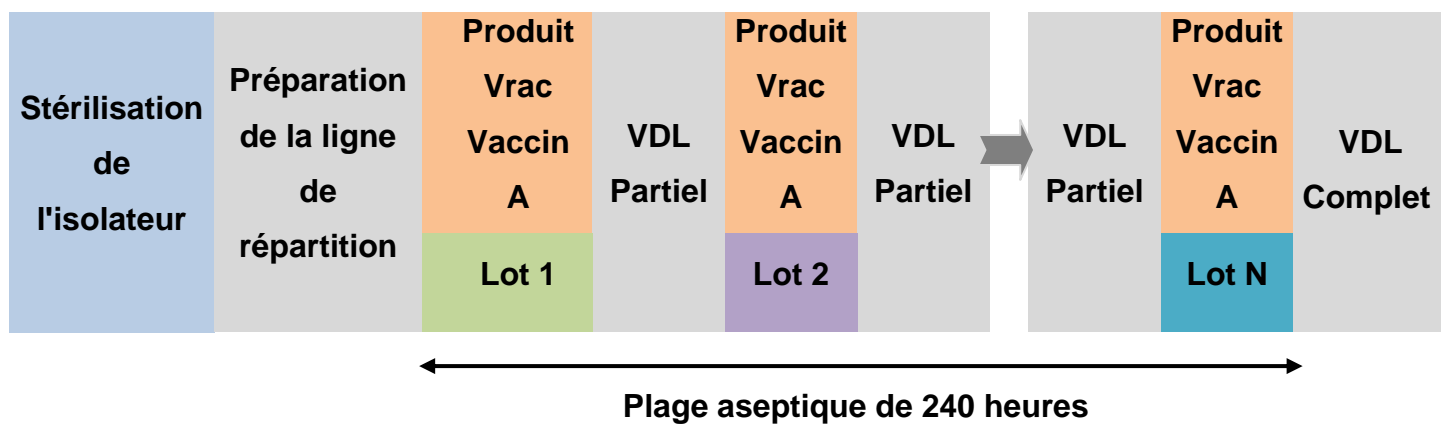 Stérilisation
de
l'isolateur
Préparation
de la ligne
de
répartition
Produit
Vrac
Vaccin
A
Lot 1
VDL
Partiel
Produit
Vrac
Vaccin
A
Lot 2
VDL
Partiel
VDL
Partiel
Produit
Vrac
Vaccin
A
Lot N
VDL
Complet
Plage aseptique de 240 heures